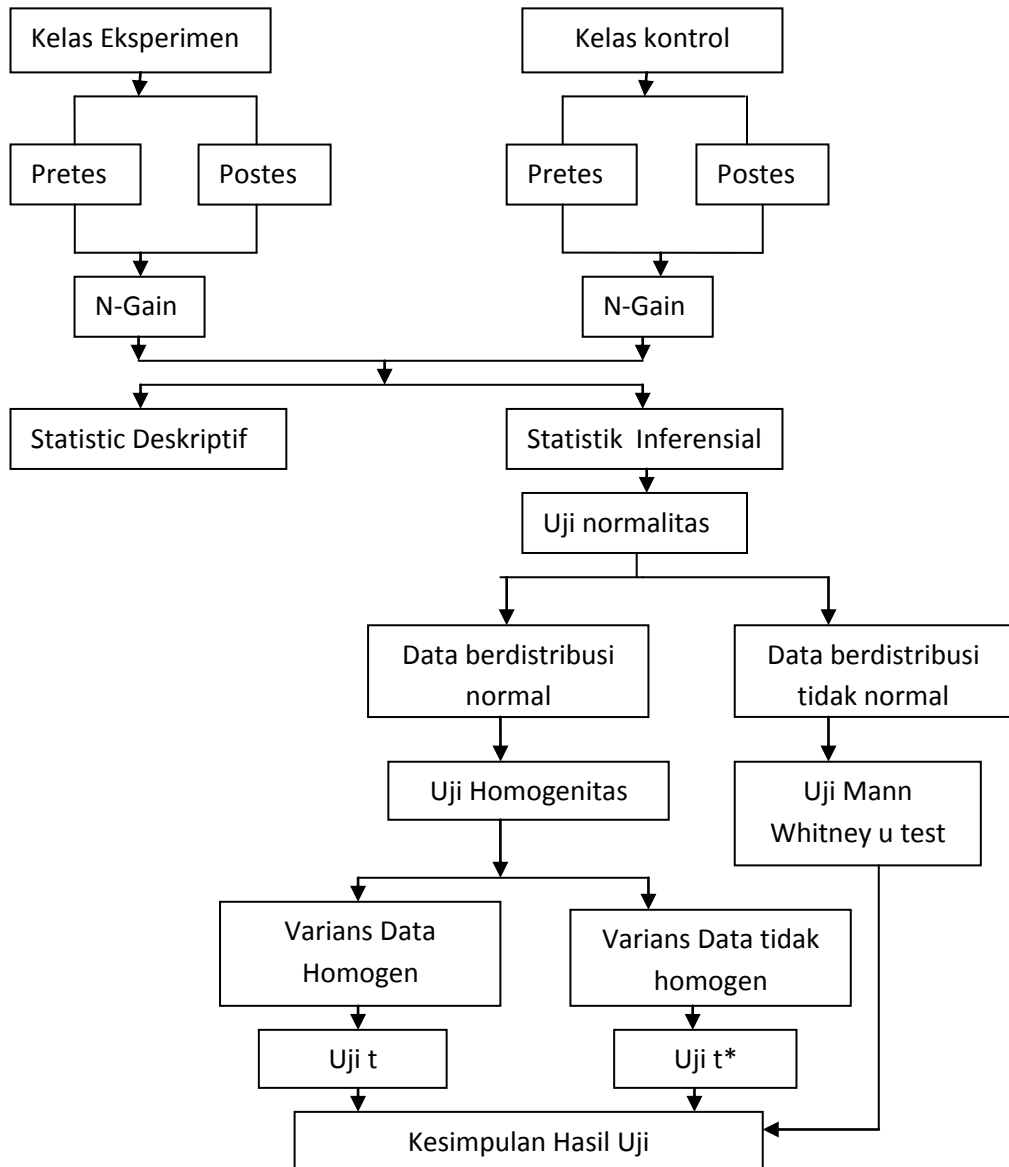 Kelas Eksperimen
Kelas kontrol
Pretes
Postes
Pretes
Postes
N-Gain
N-Gain
Statistic Deskriptif
Statistik Inferensial
Uji normalitas
Data berdistribusi
normal
Data berdistribusi
tidak normal
Uji Homogenitas
Uji Mann
Whitney u test
Varians Data
Homogen
Varians Data tidak
homogen
Uji t
Uji t*
Kesimpulan Hasil Uji